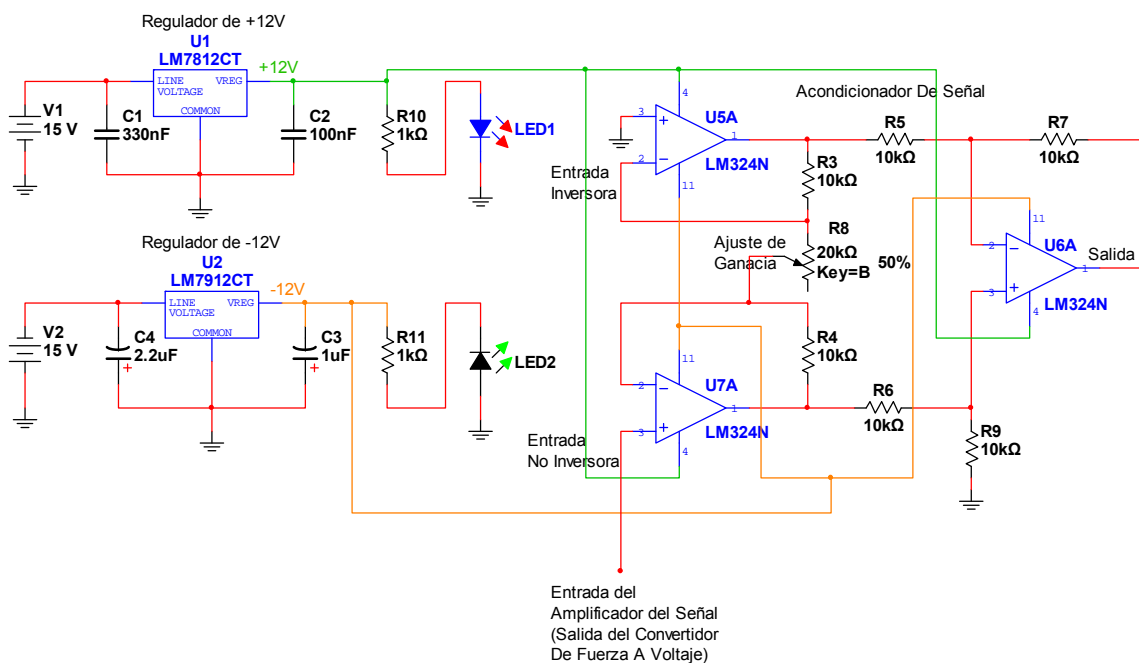 Regulador de +12V
U1
LM7812CT
LINE VREG
VOLTAGE
COMMON
+12V
V1
15 V
C1
330nF
C2
100nF
R10
1kΩ
LED1
Regulador de -12V
U2
LM7912CT
LINE VREG
VOLTAGE
COMMON
-12V
V2
15 V
C4
2.2uF
+
C3
1uF
+
R11
1kΩ
LED2
Acondicionador De Señal
4
3
+
U5A
1
2
−
LM324N
11
Entrada
Inversora
R3
10kΩ
R5
10kΩ
R7
10kΩ
R8
20kΩ
Key=B
50%
Ajuste de
Ganacia
11
2
−
U6A
1
Salida
3
+
LM324N
4
R4
10kΩ
11
2
−
U7A
1
3
+
LM324N
4
Entrada
No Inversora
R6
10kΩ
R9
10kΩ
Entrada del
Amplificador del Señal
(Salida del Convertidor
De Fuerza A Voltaje)